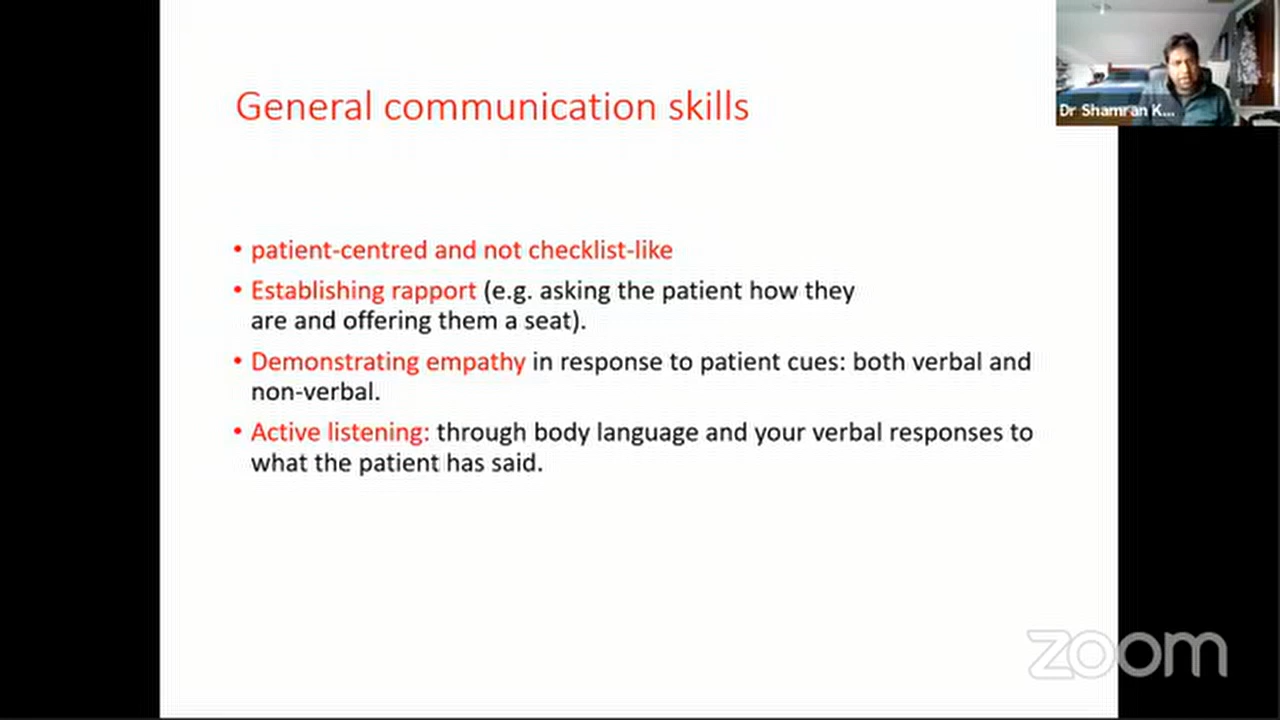 General communication skills
• patient-centred and not checklist-like
• Establishing rapport (e.g. asking the patient how they
are and offering them a seat).
• Demonstrating empathy in response to patient cues: both verbal and
non-verbal.
• Active listening: through body language and your verbal responses to
what the patient has said.
Dr Shamran K...
zoom